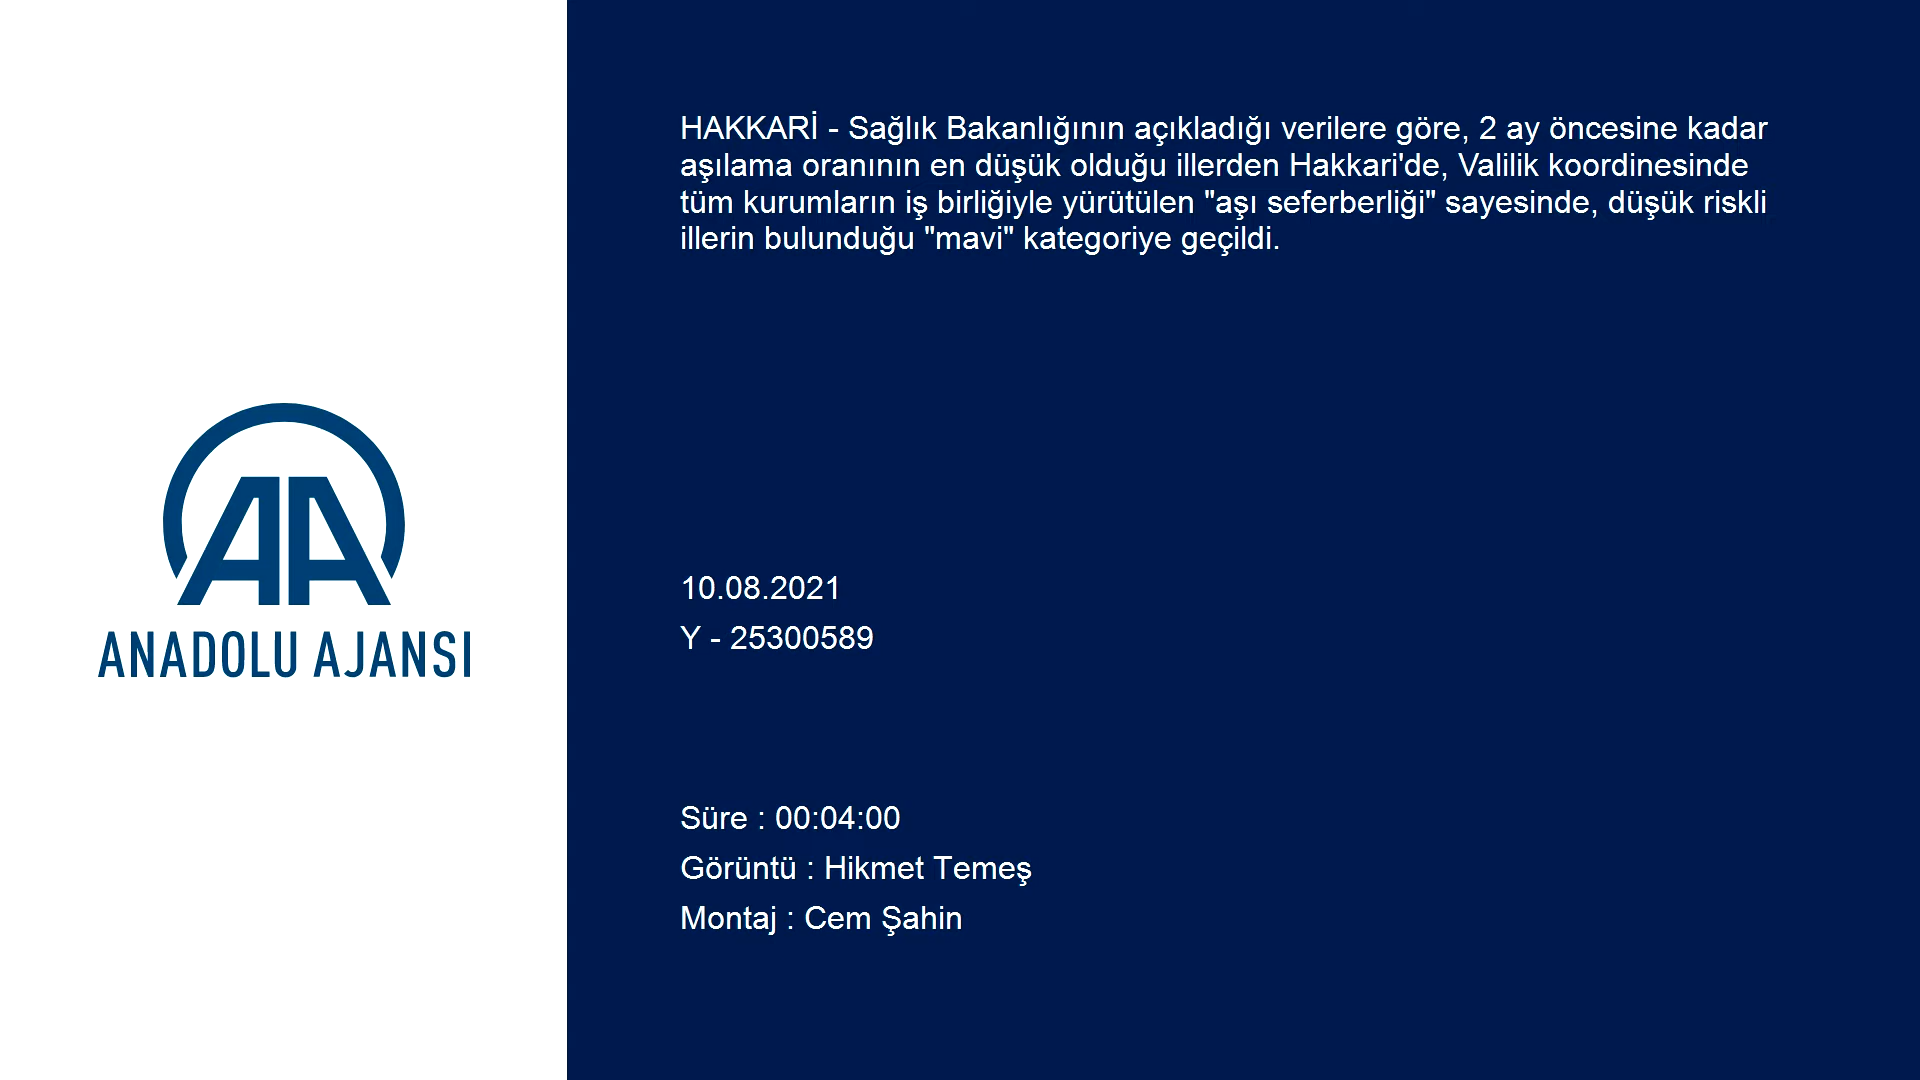 HAKKARİ - Sağlık Bakanlığının açıkladığı verilere göre, 2 ay öncesine kadar
aşılama oranının en düşük olduğu illerden Hakkari'de, Valilik koordinesinde
tüm kurumların iş birliğiyle yürütülen "aşı seferberliği" sayesinde, düşük riskli
illerin bulunduğu "mavi" kategoriye geçildi.
AA
ANADOLU AJANSI
10.08.2021
Y - 25300589
Süre : 00:04:00
Görüntü : Hikmet Temeş
Montaj : Cem Şahin